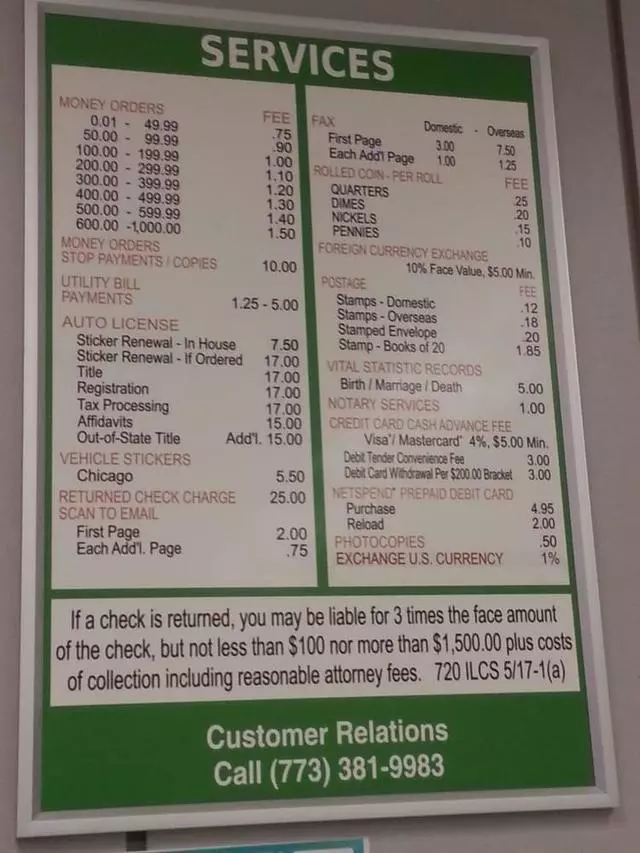 SERVICES
MONEY ORDERS FEE
0.01 - 49.99 .75
50.00 - 99.99 .90
100.00 - 199.99 1.00
200.00 - 299.99 1.10
300.00 - 399.99 1.20
400.00 - 499.99 1.30
500.00 - 599.99 1.40
600.00 -1,000.00 1.50
MONEY ORDERS
STOP PAYMENTS / COPIES 10.00
UTILITY BILL
PAYMENTS 1.25 - 5.00
AUTO LICENSE
Sticker Renewal - In House 7.50
Sticker Renewal - If Ordered 17.00
Title 17.00
Registration 17.00
Tax Processing 17.00
Affidavits 15.00
Out-of-State Title Add'l. 15.00
VEHICLE STICKERS
Chicago 5.50
RETURNED CHECK CHARGE 25.00
SCAN TO EMAIL
First Page 2.00
Each Add'l. Page .75
FAX Domestic - Overseas
First Page 3.00 7.50
Each Add'l Page 1.00 1.25
ROLLED COIN - PER ROLL FEE
QUARTERS .25
DIMES .20
NICKELS .15
PENNIES .10
FOREIGN CURRENCY EXCHANGE
10% Face Value, $5.00 Min.
POSTAGE FEE
Stamps - Domestic .12
Stamps - Overseas .18
Stamped Envelope .20
Stamp - Books of 20 1.85
VITAL STATISTIC RECORDS
Birth / Marriage / Death 5.00
NOTARY SERVICES 1.00
CREDIT CARD CASH ADVANCE FEE
Visa®/ Mastercard® 4%, $5.00 Min.
Debit Tender Convenience Fee 3.00
Debit Card Withdrawal Per $200.00 Bracket 3.00
NETSPEND® PREPAID DEBIT CARD
Purchase 4.95
Reload 2.00
PHOTOCOPIES .50
EXCHANGE U.S. CURRENCY 1%
If a check is returned, you may be liable for 3 times the face amount
of the check, but not less than $100 nor more than $1,500.00 plus costs
of collection including reasonable attorney fees. 720 ILCS 5/17-1(a)
Customer Relations
Call (773) 381-9983